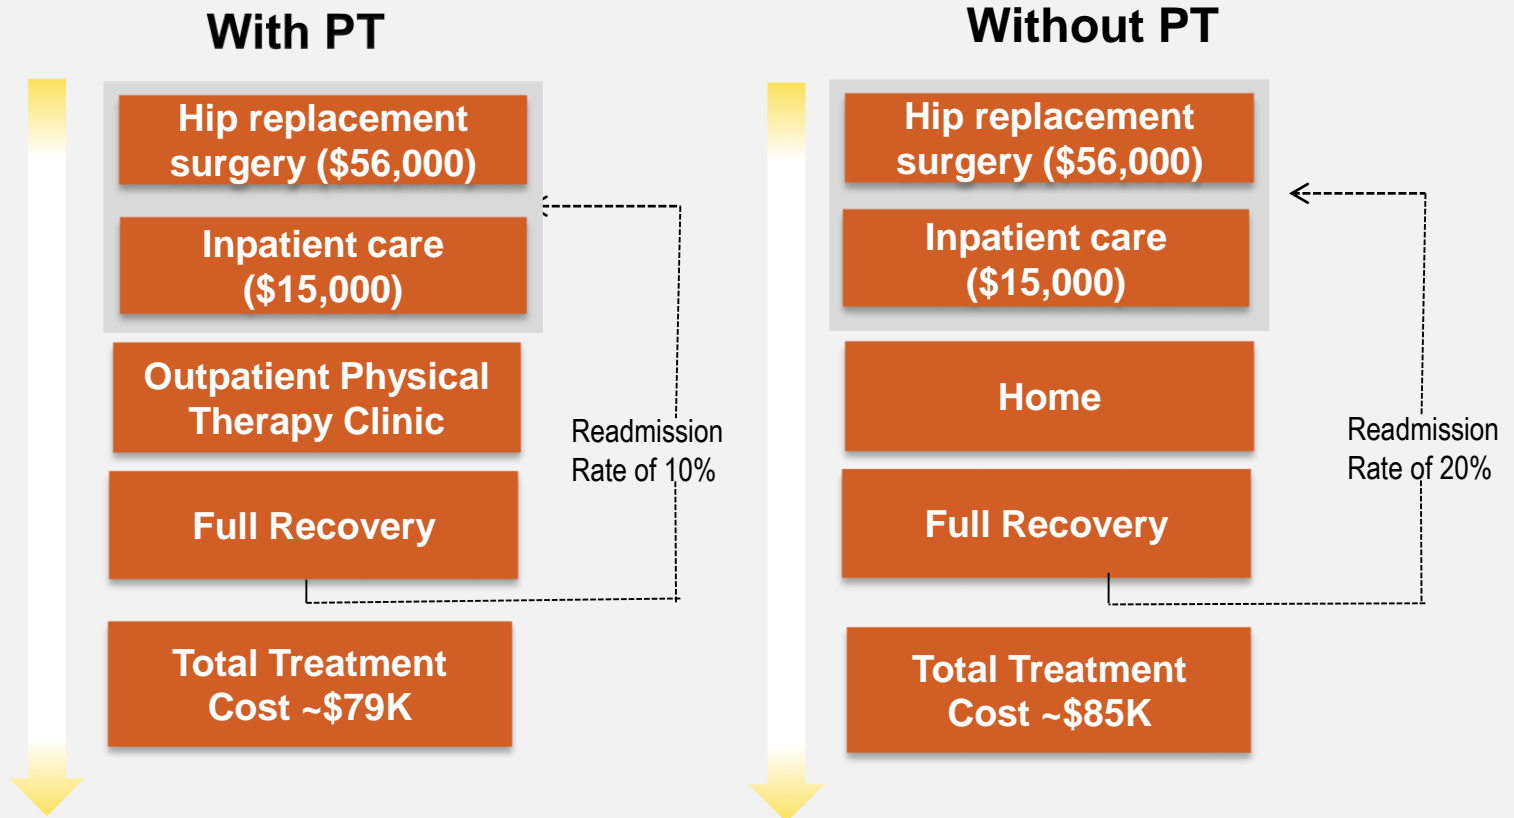 With PT
Hip replacement
surgery ($56,000)
Inpatient care
($15,000)
Outpatient Physical
Therapy Clinic
Full Recovery
Readmission
Rate of 10%
Total Treatment
Cost ~$79K
Without PT
Hip replacement
surgery ($56,000)
Inpatient care
($15,000)
Home
Full Recovery
Readmission
Rate of 20%
Total Treatment
Cost ~$85K